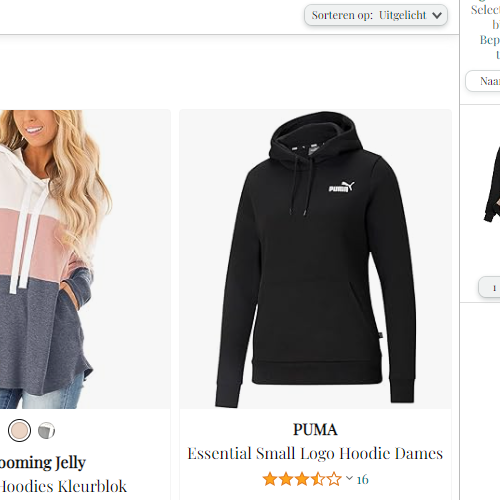 Sorteren op: Uitgelicht
Selec
b
Bep
t
Naa
PUMA
1
ooming Jelly
Hoodies Kleurblok
PUMA
Essential Small Logo Hoodie Dames
16